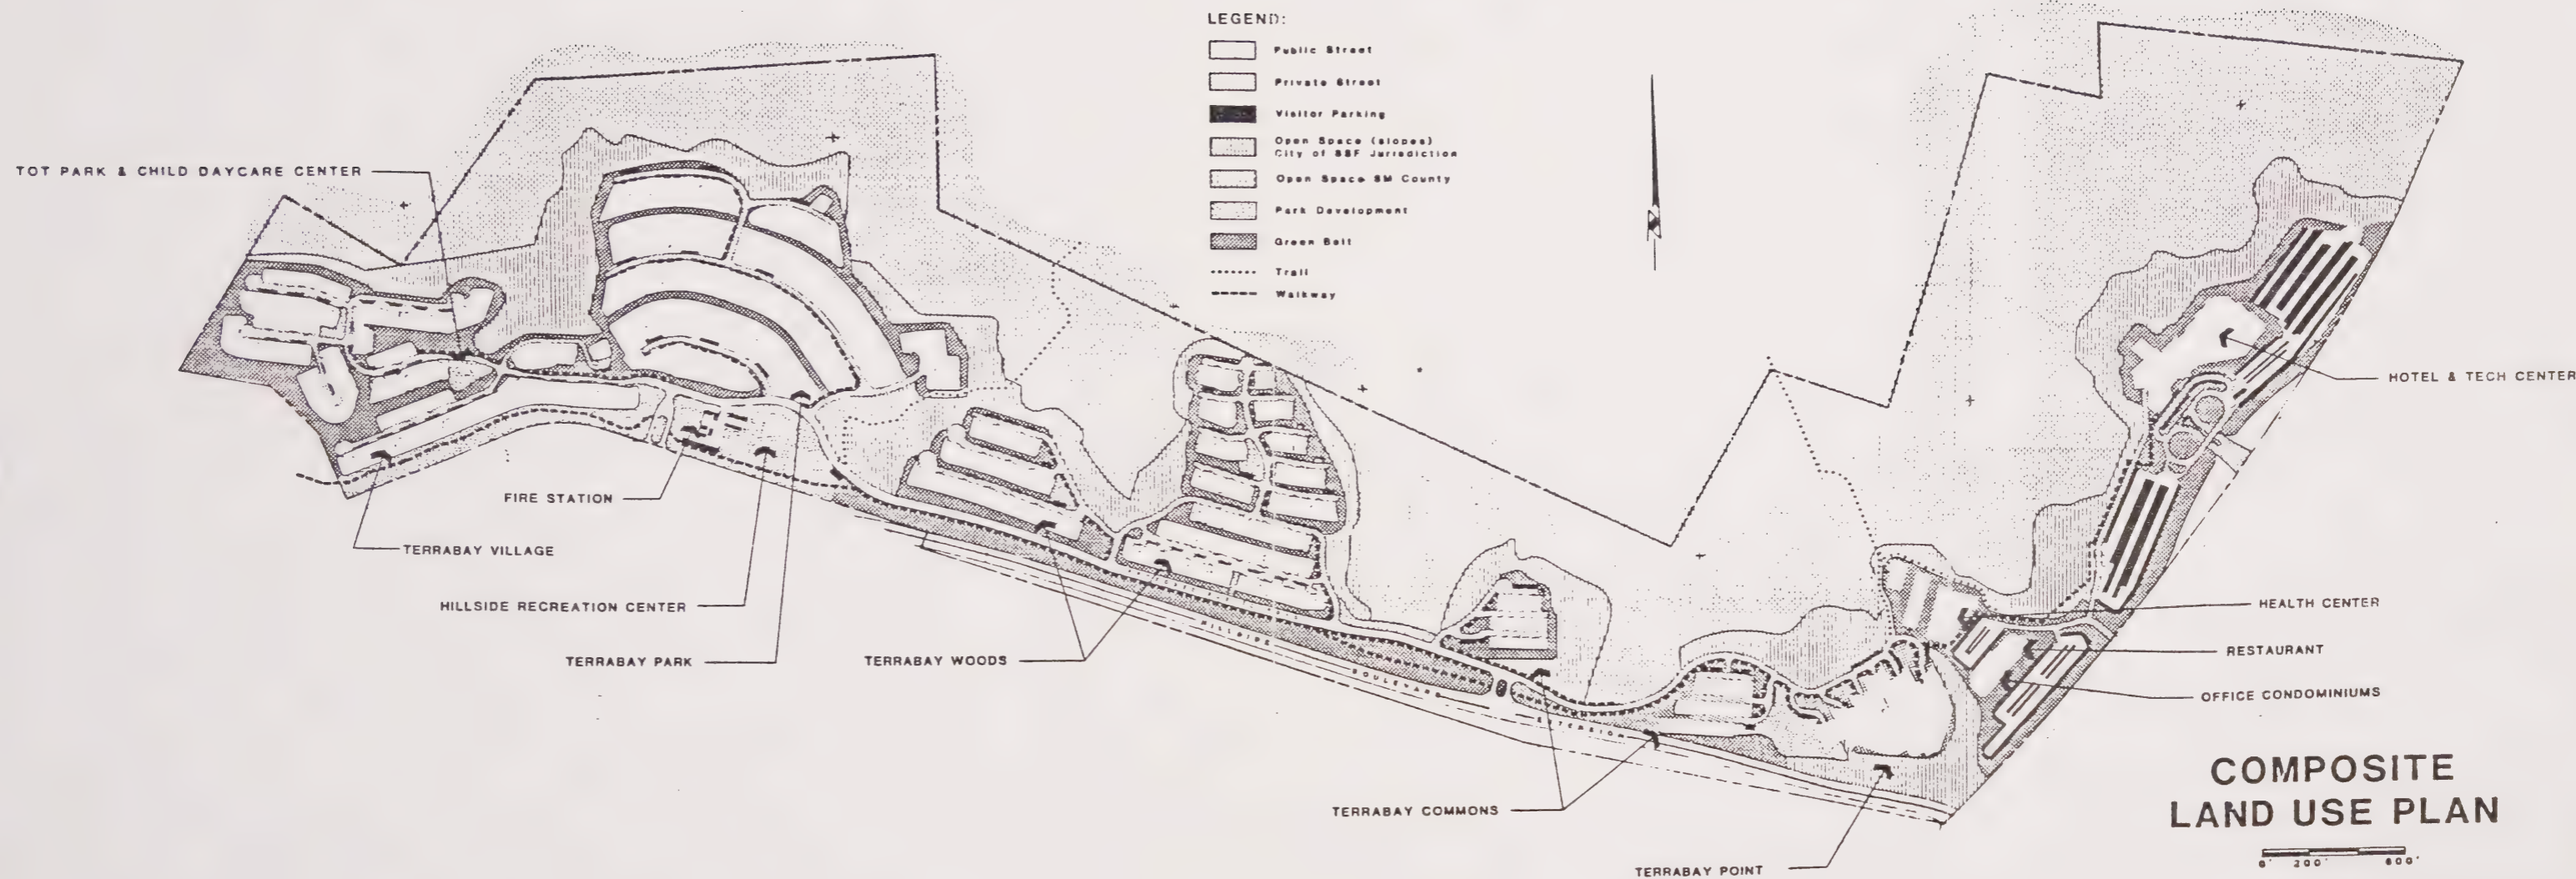 LEGEND:
Public Street
Private Street
Visitor Parking
Open Space (slopes)
City of SSF Jurisdiction
Open Space SM County
Park Development
Green Belt
Trail
Walkway
N
TOT PARK & CHILD DAYCARE CENTER
HOTEL & TECH CENTER
FIRE STATION
TERRABAY VILLAGE
HILLSIDE RECREATION CENTER
TERRABAY PARK
TERRABAY WOODS
HILLSIDE BOULEVARD EXTENSION
HEALTH CENTER
RESTAURANT
OFFICE CONDOMINIUMS
TERRABAY COMMONS
TERRABAY POINT
COMPOSITE
LAND USE PLAN
0' 200' 600'